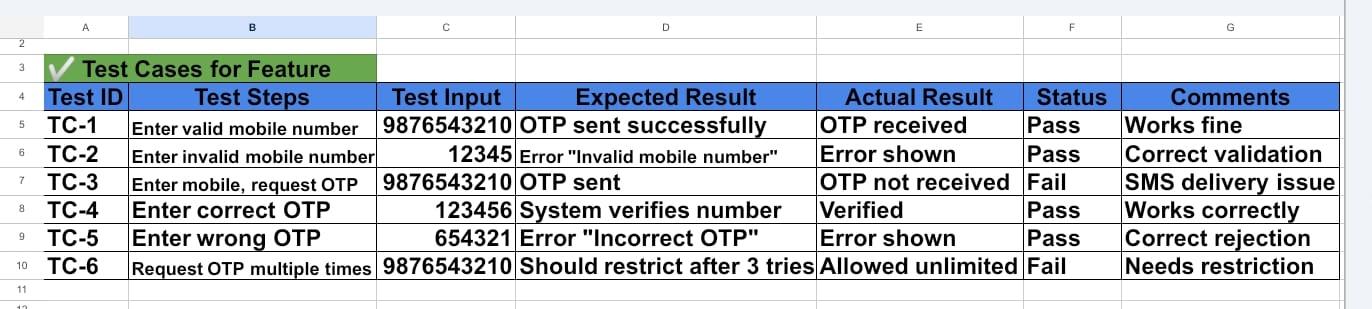 A B C D E F G
2
3 ✅ Test Cases for Feature
4 Test ID Test Steps Test Input Expected Result Actual Result Status Comments
5 TC-1 Enter valid mobile number 9876543210 OTP sent successfully OTP received Pass Works fine
6 TC-2 Enter invalid mobile number 12345 Error "Invalid mobile number" Error shown Pass Correct validation
7 TC-3 Enter mobile, request OTP 9876543210 OTP sent OTP not received Fail SMS delivery issue
8 TC-4 Enter correct OTP 123456 System verifies number Verified Pass Works correctly
9 TC-5 Enter wrong OTP 654321 Error "Incorrect OTP" Error shown Pass Correct rejection
10 TC-6 Request OTP multiple times 9876543210 Should restrict after 3 tries Allowed unlimited Fail Needs restriction
11